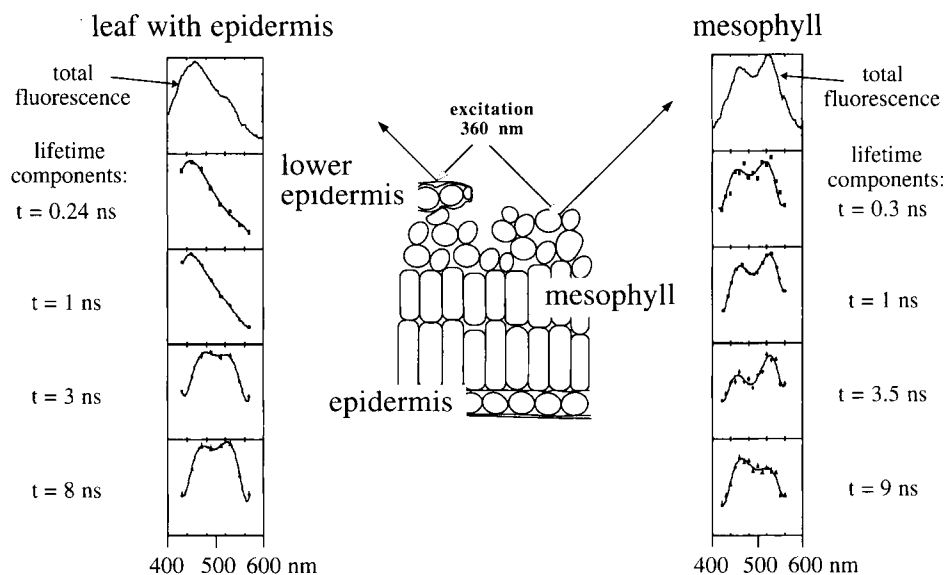 leaf with epidermis
total
fluorescence
lifetime
components:
t = 0.24 ns
t = 1 ns
t = 3 ns
t = 8 ns
400 500 600 nm
excitation
360 nm
lower
epidermis
mesophyll
epidermis
mesophyll
total
fluorescence
lifetime
components:
t = 0.3 ns
t = 1 ns
t = 3.5 ns
t = 9 ns
400 500 600 nm